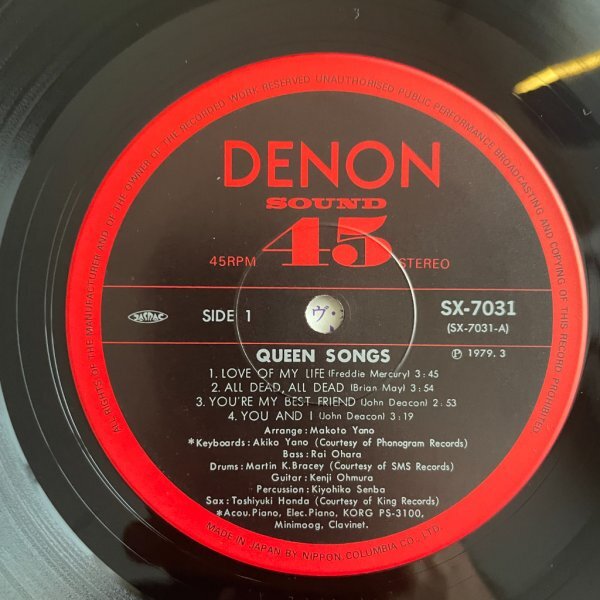 ALL RIGHTS OF THE MANUFACTURER AND OF THE OWNER OF THE RECORDED WORK RESERVED UNAUTHORISED PUBLIC PERFORMANCE BROADCASTING AND COPYING OF THIS RECORD PROHIBITED
DENON
SOUND
45
45RPM STEREO
JASRAC SIDE 1 ヴ SX-7031
(SX-7031-A)
QUEEN SONGS ℗ 1979. 3
1. LOVE OF MY LIFE (Freddie Mercury) 3:45
2. ALL DEAD, ALL DEAD (Brian May) 3:54
3. YOU'RE MY BEST FRIEND (John Deacon) 2:53
4. YOU AND I (John Deacon) 3:19
Arrange: Makoto Yano
*Keyboards: Akiko Yano (Courtesy of Phonogram Records)
Bass: Rai Ohara
Drums: Martin K.Bracey (Courtesy of SMS Records)
Guitar: Kenji Ohmura
Percussion: Kiyohiko Senba
Sax: Toshiyuki Honda (Courtesy of King Records)
*Acou.Piano, Elec.Piano, KORG PS-3100,
Minimoog, Clavinet.
MADE IN JAPAN BY NIPPON COLUMBIA CO., LTD.